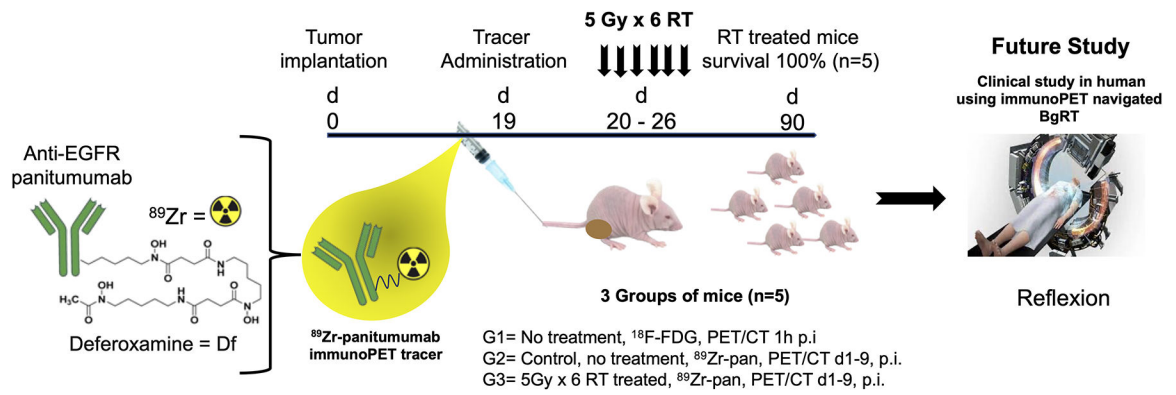 Anti-EGFR
panitumumab
⁸⁹Zr =
OH
N
O
O
NH
H₃C
O
OH
N
NH
O
O
N
OH
Deferoxamine = Df
Tumor
implantation
Tracer
Administration
5 Gy x 6 RT
RT treated mice
survival 100% (n=5)
d
0
d
19
d
20 - 26
d
90
⁸⁹Zr-panitumumab
immunoPET tracer
3 Groups of mice (n=5)
G1= No treatment, ¹⁸F-FDG, PET/CT 1h p.i
G2= Control, no treatment, ⁸⁹Zr-pan, PET/CT d1-9, p.i.
G3= 5Gy x 6 RT treated, ⁸⁹Zr-pan, PET/CT d1-9, p.i.
Future Study
Clinical study in human
using immunoPET navigated
BgRT
Reflexion